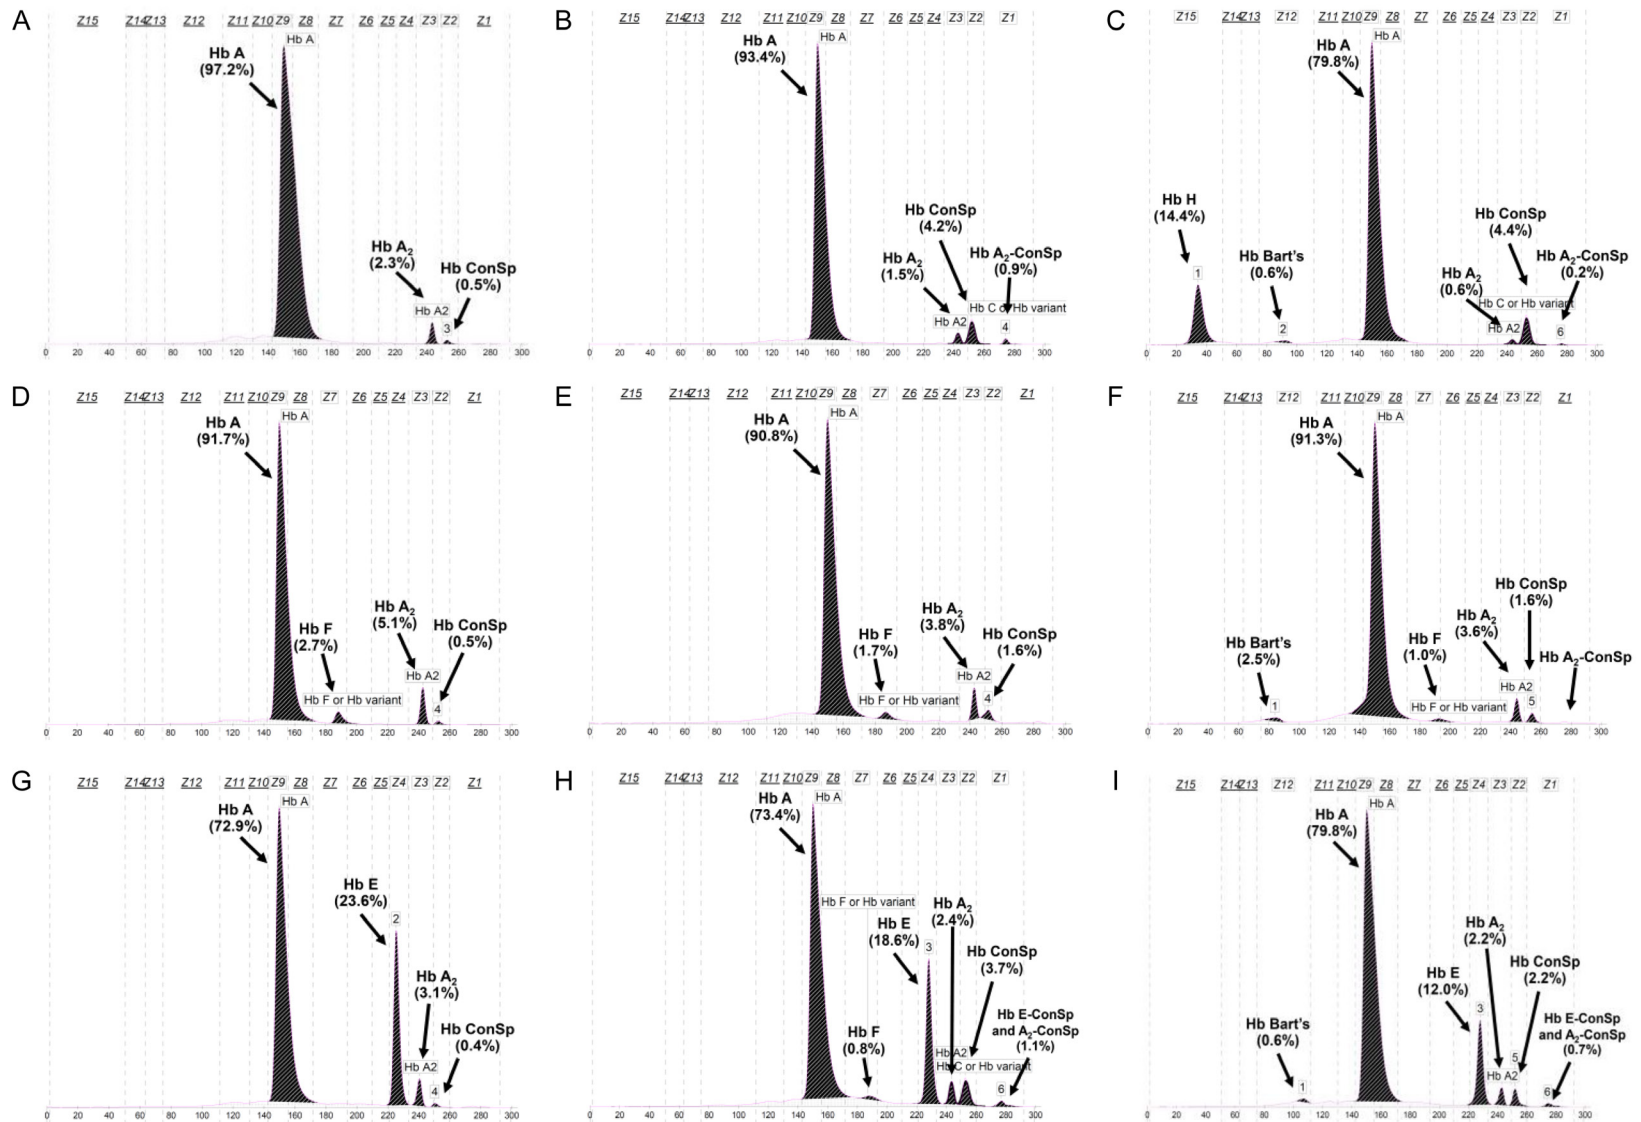 A
Z15 Z14 Z13 Z12 Z11 Z10 Z9 Z8 Z7 Z6 Z5 Z4 Z3 Z2 Z1
Hb A
Hb A
(97.2%)
Hb A2
(2.3%)
Hb ConSp
(0.5%)
Hb A2
3
0 20 40 60 80 100 120 140 160 180 200 220 240 260 280 300
B
Z15 Z14 Z13 Z12 Z11 Z10 Z9 Z8 Z7 Z6 Z5 Z4 Z3 Z2 Z1
Hb A
Hb A
(93.4%)
Hb ConSp
(4.2%)
Hb A2
(1.5%)
Hb A2-ConSp
(0.9%)
Hb C or Hb variant
Hb A2
4
0 20 40 60 80 100 120 140 160 180 200 220 240 260 280 300
C
Z15 Z14 Z13 Z12 Z11 Z10 Z9 Z8 Z7 Z6 Z5 Z4 Z3 Z2 Z1
Hb A
Hb A
(79.8%)
Hb H
(14.4%)
1
Hb Bart's
(0.6%)
2
Hb ConSp
(4.4%)
Hb A2
(0.6%)
Hb A2-ConSp
(0.2%)
Hb C or Hb variant
Hb A2
6
0 20 40 60 80 100 120 140 160 180 200 220 240 260 280 300
D
Z15 Z14 Z13 Z12 Z11 Z10 Z9 Z8 Z7 Z6 Z5 Z4 Z3 Z2 Z1
Hb A
Hb A
(91.7%)
Hb F
(2.7%)
Hb A2
(5.1%)
Hb ConSp
(0.5%)
Hb A2
Hb F or Hb variant
4
0 20 40 60 80 100 120 140 160 180 200 220 240 260 280 300
E
Z15 Z14 Z13 Z12 Z11 Z10 Z9 Z8 Z7 Z6 Z5 Z4 Z3 Z2 Z1
Hb A
Hb A
(90.8%)
Hb F
(1.7%)
Hb A2
(3.8%)
Hb ConSp
(1.6%)
Hb A2
Hb F or Hb variant
4
0 20 40 60 80 100 120 140 160 180 200 220 240 260 280 300
F
Z15 Z14 Z13 Z12 Z11 Z10 Z9 Z8 Z7 Z6 Z5 Z4 Z3 Z2 Z1
Hb A
Hb A
(91.3%)
Hb Bart's
(2.5%)
1
Hb F
(1.0%)
Hb A2
(3.6%)
Hb ConSp
(1.6%)
Hb A2-ConSp
Hb A2
Hb F or Hb variant
5
0 20 40 60 80 100 120 140 160 180 200 220 240 260 280 300
G
Z15 Z14 Z13 Z12 Z11 Z10 Z9 Z8 Z7 Z6 Z5 Z4 Z3 Z2 Z1
Hb A
Hb A
(72.9%)
Hb E
(23.6%)
2
Hb A2
(3.1%)
Hb ConSp
(0.4%)
Hb A2
4
0 20 40 60 80 100 120 140 160 180 200 220 240 260 280 300
H
Z15 Z14 Z13 Z12 Z11 Z10 Z9 Z8 Z7 Z6 Z5 Z4 Z3 Z2 Z1
Hb A
Hb A
(73.4%)
Hb F or Hb variant
Hb E
(18.6%)
3
Hb A2
(2.4%)
Hb ConSp
(3.7%)
Hb F
(0.8%)
Hb E-ConSp
and A2-ConSp
(1.1%)
Hb A2
Hb C or Hb variant
6
0 20 40 60 80 100 120 140 160 180 200 220 240 260 280 300
I
Z15 Z14 Z13 Z12 Z11 Z10 Z9 Z8 Z7 Z6 Z5 Z4 Z3 Z2 Z1
Hb A
Hb A
(79.8%)
Hb Bart's
(0.6%)
1
Hb E
(12.0%)
3
Hb A2
(2.2%)
Hb ConSp
(2.2%)
Hb E-ConSp
and A2-ConSp
(0.7%)
5
Hb A2
6
0 20 40 60 80 100 120 140 160 180 200 220 240 260 280 300